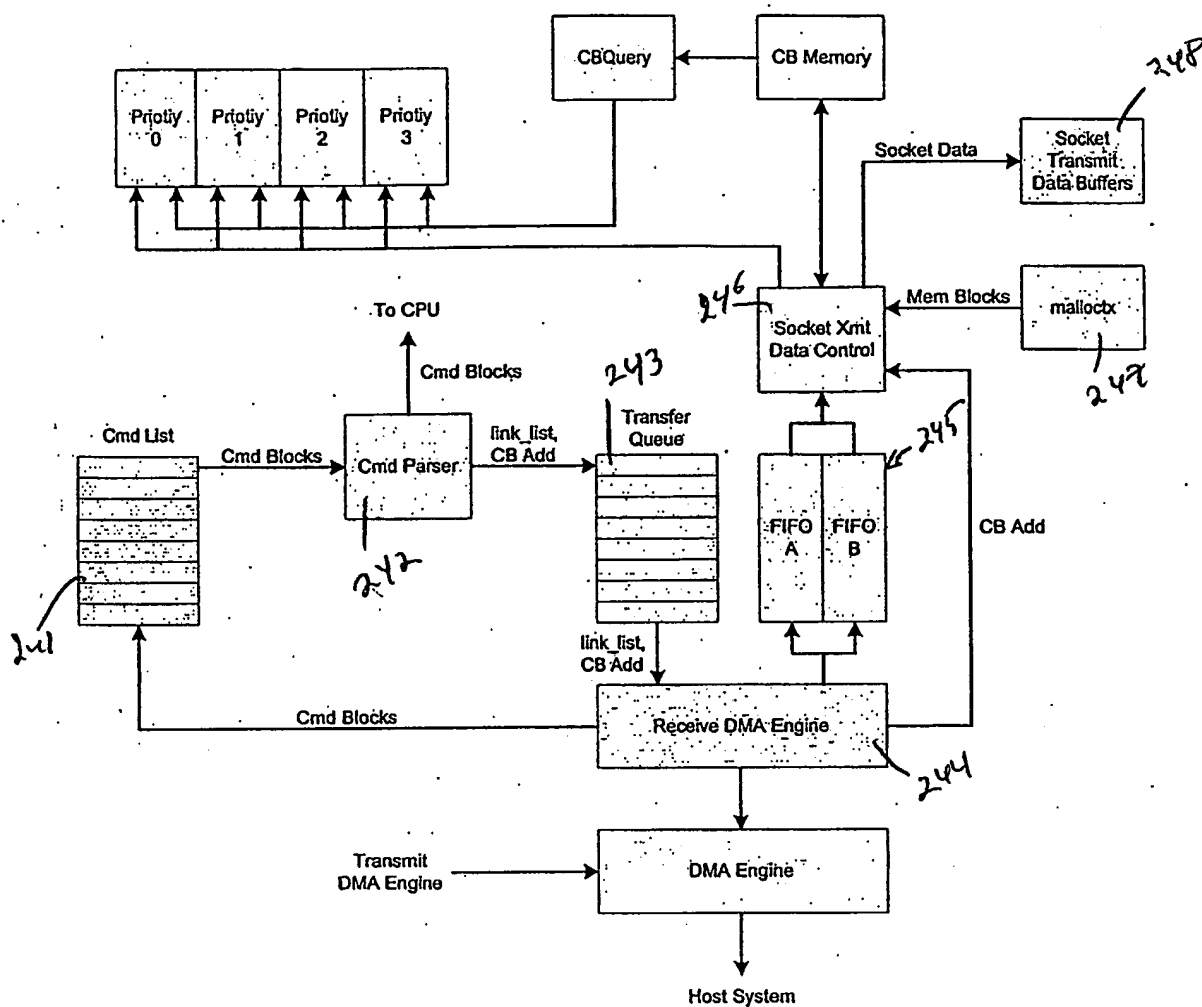 CBQuery
CB Memory
Priotiy
0
Priotiy
1
Priotiy
2
Priotiy
3
248
Socket Data
Socket
Transmit
Data Buffers
246
Mem Blocks
malloctx
247
Socket Xmt
Data Control
To CPU
Cmd Blocks
243
Transfer
Queue
245
Cmd List
Cmd Blocks
Cmd Parser
link_list,
CB Add
FIFO
A
FIFO
B
CB Add
242
241
link_list,
CB Add
Cmd Blocks
Receive DMA Engine
244
Transmit
DMA Engine
DMA Engine
Host System